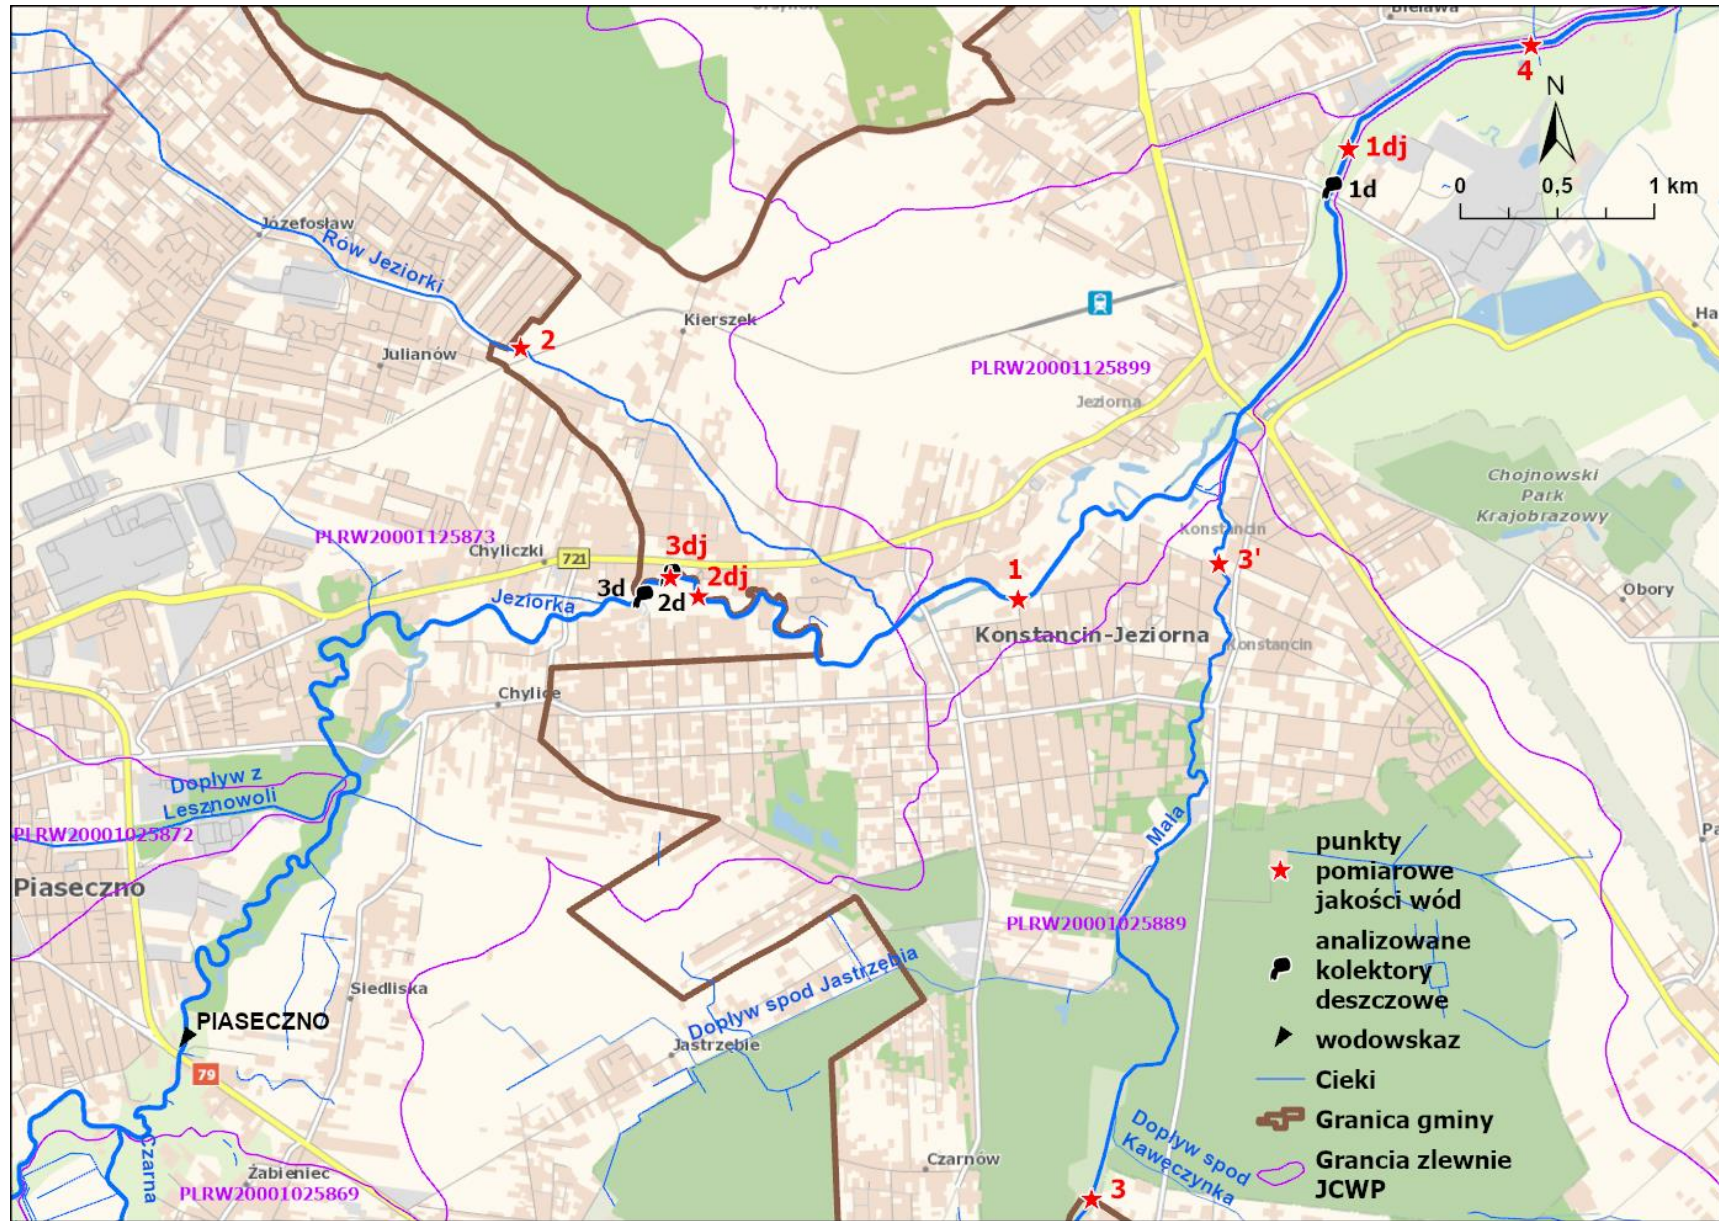 Bielawa
4
N
1dj
1d
0 0,5 1 km
Józefosław
Rów Jeziorki
Ha
Kierszek
2
Julianów
PLRW20001125899
Jeziorna
Chojnowski
Park
Krajobrazowy
PLRW20001125873
Konstancin
Chyliczki
721
3dj
3'
2dj
1
3d
2d
Jeziorka
Obory
Konstancin-Jeziorna
Konstancin
Chylice
Dopływ z
Lesznowoli
PLRW20001025872
Mała
Pa
Piaseczno
punkty
pomiarowe
jakości wód
PLRW20001025889
analizowane
kolektory
deszczowe
Siedliska
Dopływ spod Jastrzębia
PIASECZNO
Jastrzębie
wodowskaz
79
Cieki
Granica gminy
Dopływ spod
Kawęczynka
Czarna
Czarnów
Żabieniec
Grancia zlewnie
JCWP
PLRW20001025869
3